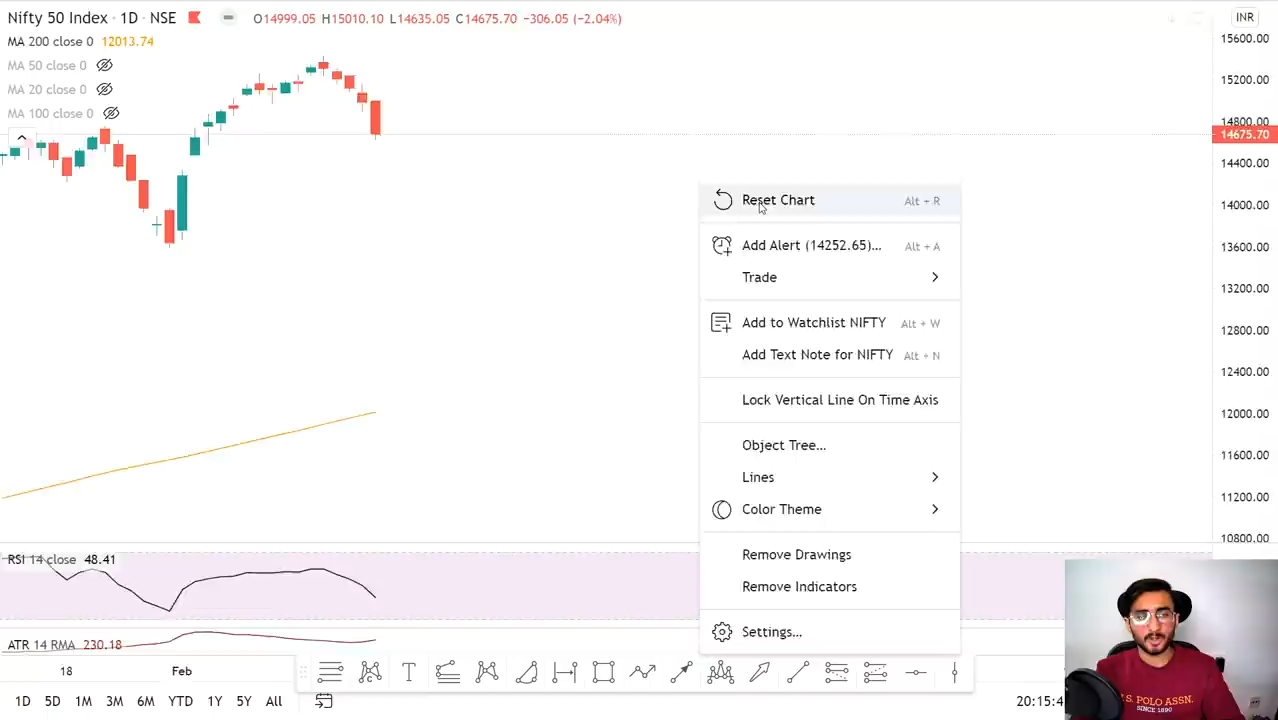 Nifty 50 Index · 1D · NSE
O14999.05 H15010.10 L14635.05 C14675.70 −306.05 (−2.04%)
INR
MA 200 close 0 12013.74
MA 50 close 0
MA 20 close 0
MA 100 close 0
15600.00
15200.00
14800.00
14675.70
14400.00
14000.00
13600.00
13200.00
12800.00
12400.00
12000.00
11600.00
11200.00
10800.00
Reset Chart Alt + R
Add Alert (14252.65)... Alt + A
Trade
Add to Watchlist NIFTY Alt + W
Add Text Note for NIFTY Alt + N
Lock Vertical Line On Time Axis
Object Tree...
Lines
Color Theme
Remove Drawings
Remove Indicators
Settings...
RSI 14 close 48.41
ATR 14 RMA 230.18
18 Feb
1D 5D 1M 3M 6M YTD 1Y 5Y All
20:15:4
U.S. POLO ASSN.
SINCE 1890